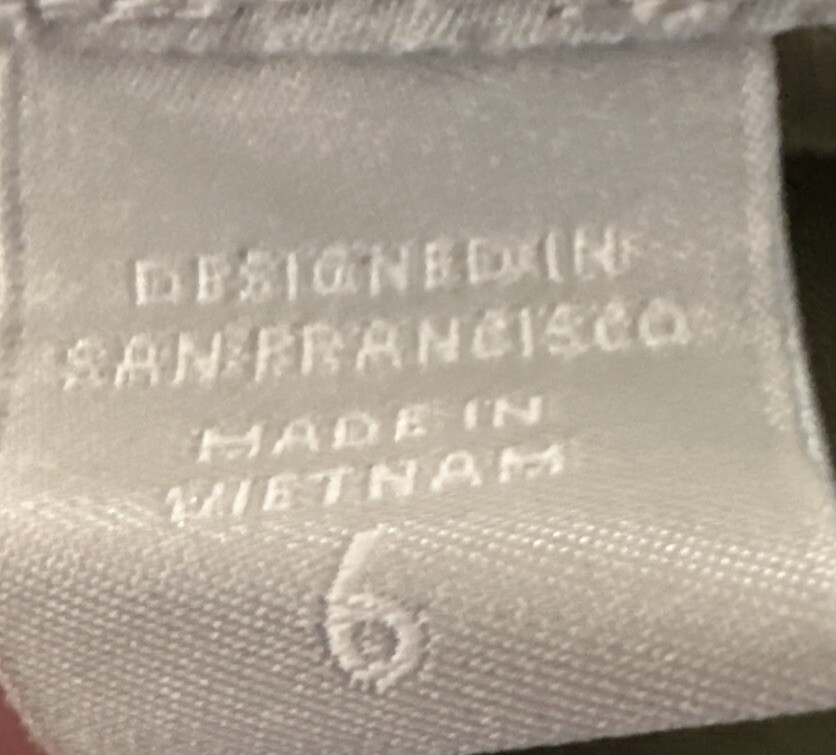 DESIGNED IN
SAN FRANCISCO
MADE IN
VIETNAM
6